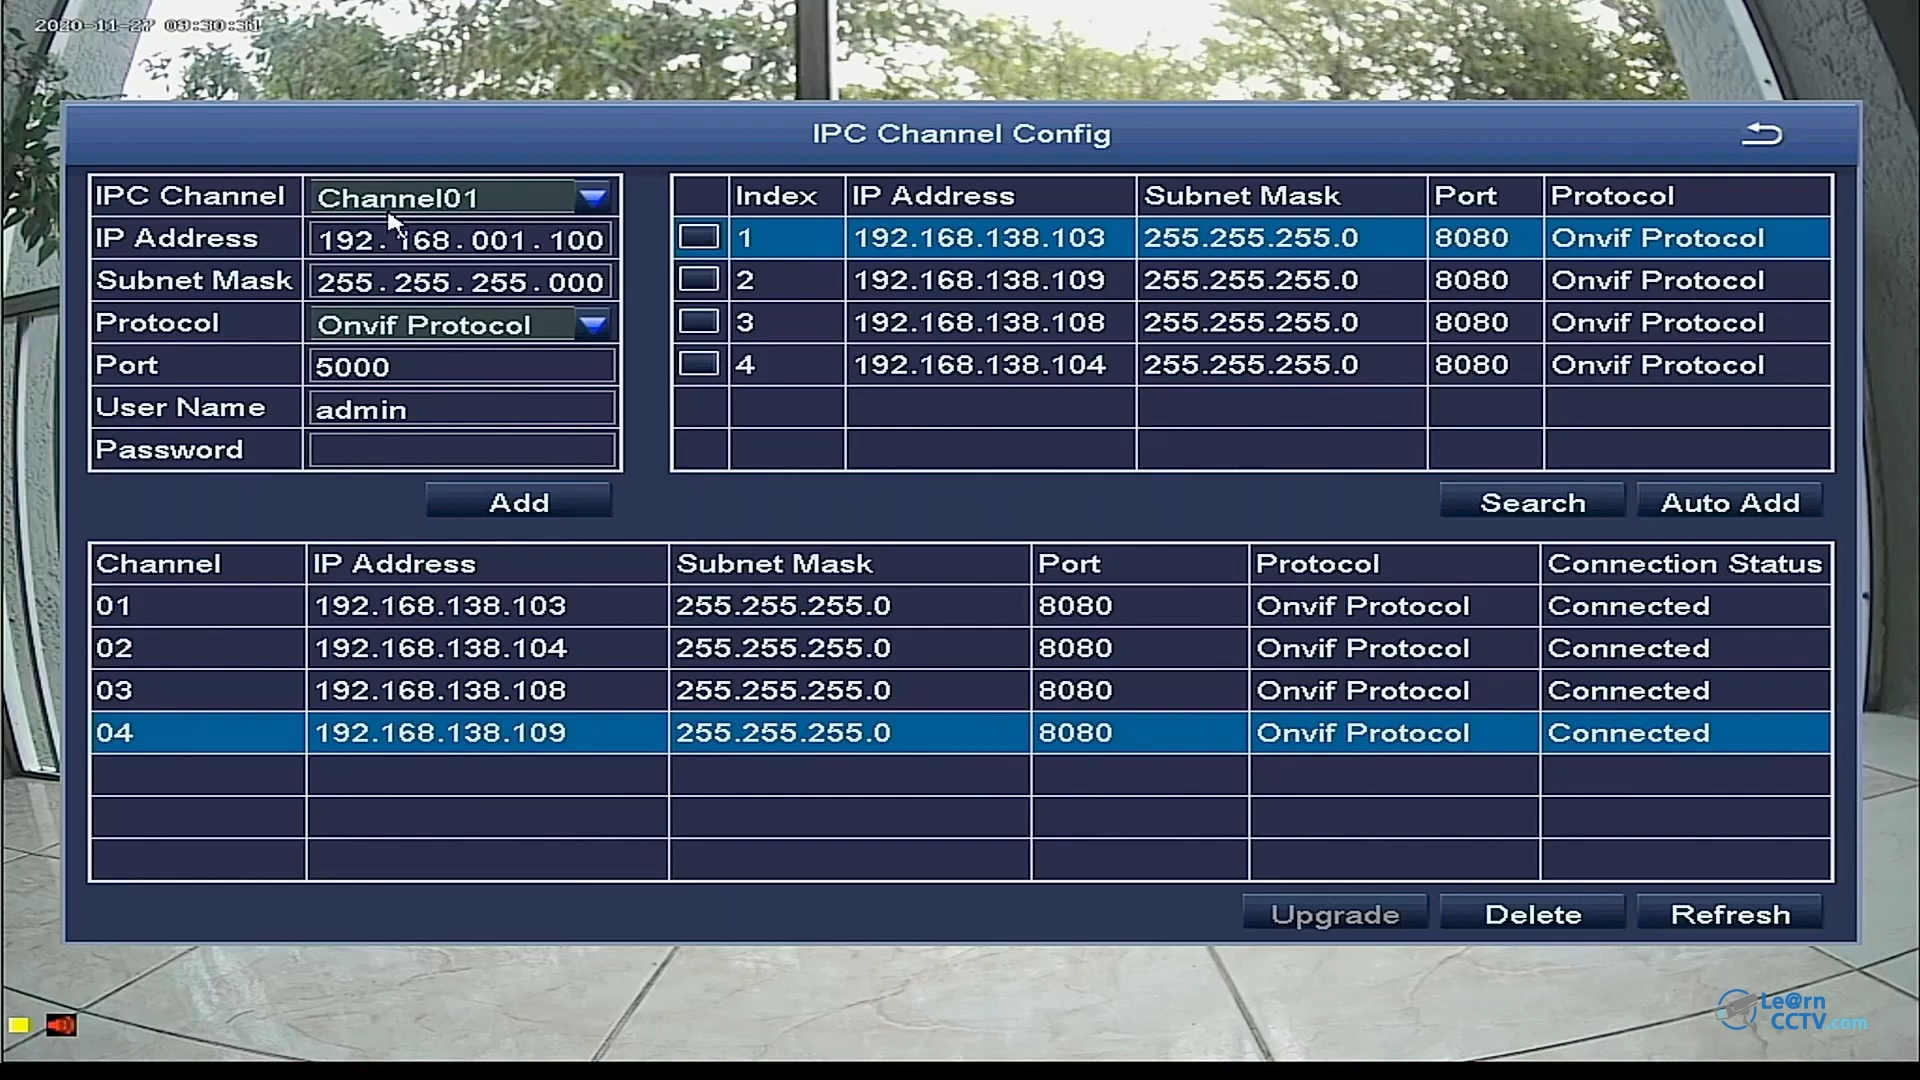 2020-11-27 09:30:31
IPC Channel Config
IPC Channel Channel01
IP Address 192.168.001.100
Subnet Mask 255.255.255.000
Protocol Onvif Protocol
Port 5000
User Name admin
Password
Add
Index IP Address Subnet Mask Port Protocol
1 192.168.138.103 255.255.255.0 8080 Onvif Protocol
2 192.168.138.109 255.255.255.0 8080 Onvif Protocol
3 192.168.138.108 255.255.255.0 8080 Onvif Protocol
4 192.168.138.104 255.255.255.0 8080 Onvif Protocol
Search Auto Add
Channel IP Address Subnet Mask Port Protocol Connection Status
01 192.168.138.103 255.255.255.0 8080 Onvif Protocol Connected
02 192.168.138.104 255.255.255.0 8080 Onvif Protocol Connected
03 192.168.138.108 255.255.255.0 8080 Onvif Protocol Connected
04 192.168.138.109 255.255.255.0 8080 Onvif Protocol Connected
Upgrade Delete Refresh
Le@rn
CCTV.com